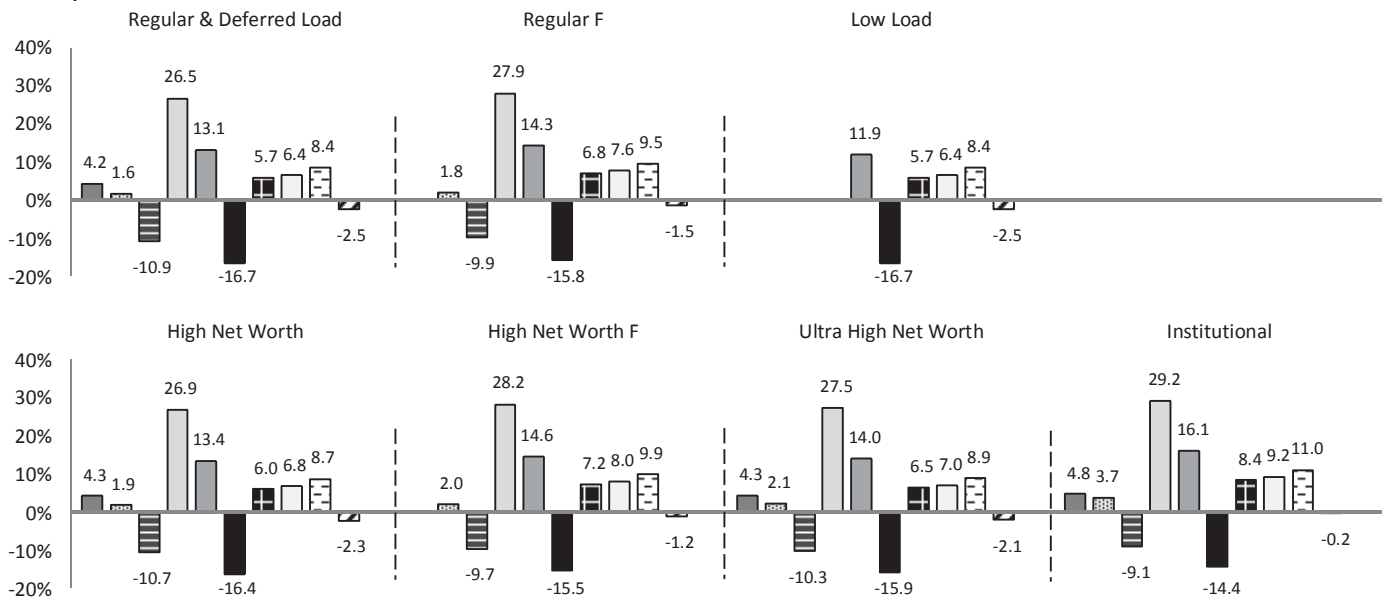 Regular & Deferred Load Regular F Low Load
40%
30%
20%
10%
0%
-10%
-20%
4.2 1.6 -10.9 26.5 13.1 -16.7 5.7 6.4 8.4 -2.5
1.8 -9.9 27.9 14.3 -15.8 6.8 7.6 9.5 -1.5
11.9 -16.7 5.7 6.4 8.4 -2.5
High Net Worth High Net Worth F Ultra High Net Worth Institutional
40%
30%
20%
10%
0%
-10%
-20%
4.3 1.9 -10.7 26.9 13.4 -16.4 6.0 6.8 8.7 -2.3
2.0 -9.7 28.2 14.6 -15.5 7.2 8.0 9.9 -1.2
4.3 2.1 -10.3 27.5 14.0 -15.9 6.5 7.0 8.9 -2.1
4.8 3.7 -9.1 29.2 16.1 -14.4 8.4 9.2 11.0 -0.2